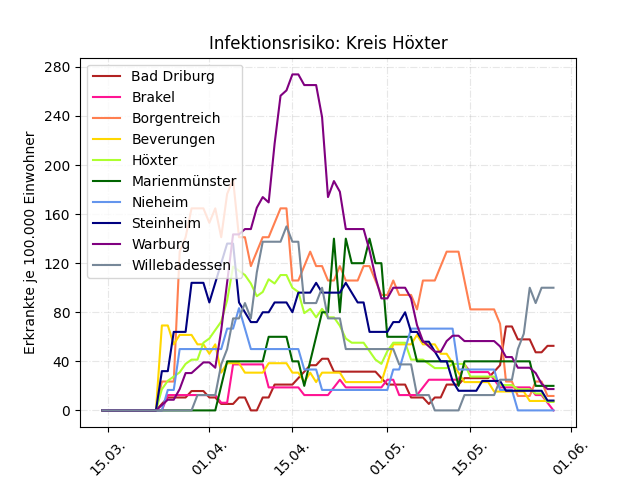 Infektionsrisiko: Kreis Höxter
Erkrankte je 100.000 Einwohner
280
240
200
160
120
80
40
0
Bad Driburg
Brakel
Borgentreich
Beverungen
Höxter
Marienmünster
Nieheim
Steinheim
Warburg
Willebadessen
15.03.
01.04.
15.04.
01.05.
15.05.
01.06.